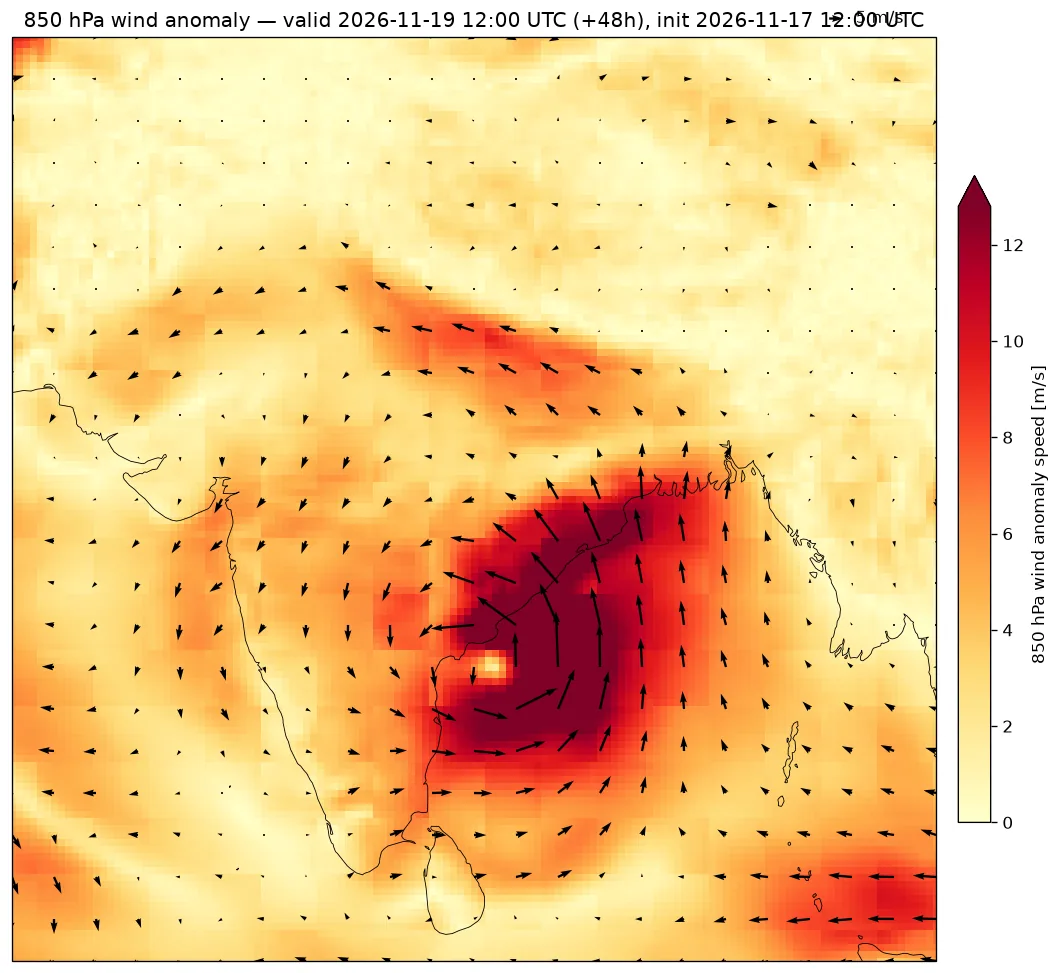 850 hPa wind anomaly — valid 2026-11-19 12:00 UTC (+48h), init 2026-11-17 12:00 UTC
5 m/s
12
10
8
6
4
2
0
850 hPa wind anomaly speed [m/s]